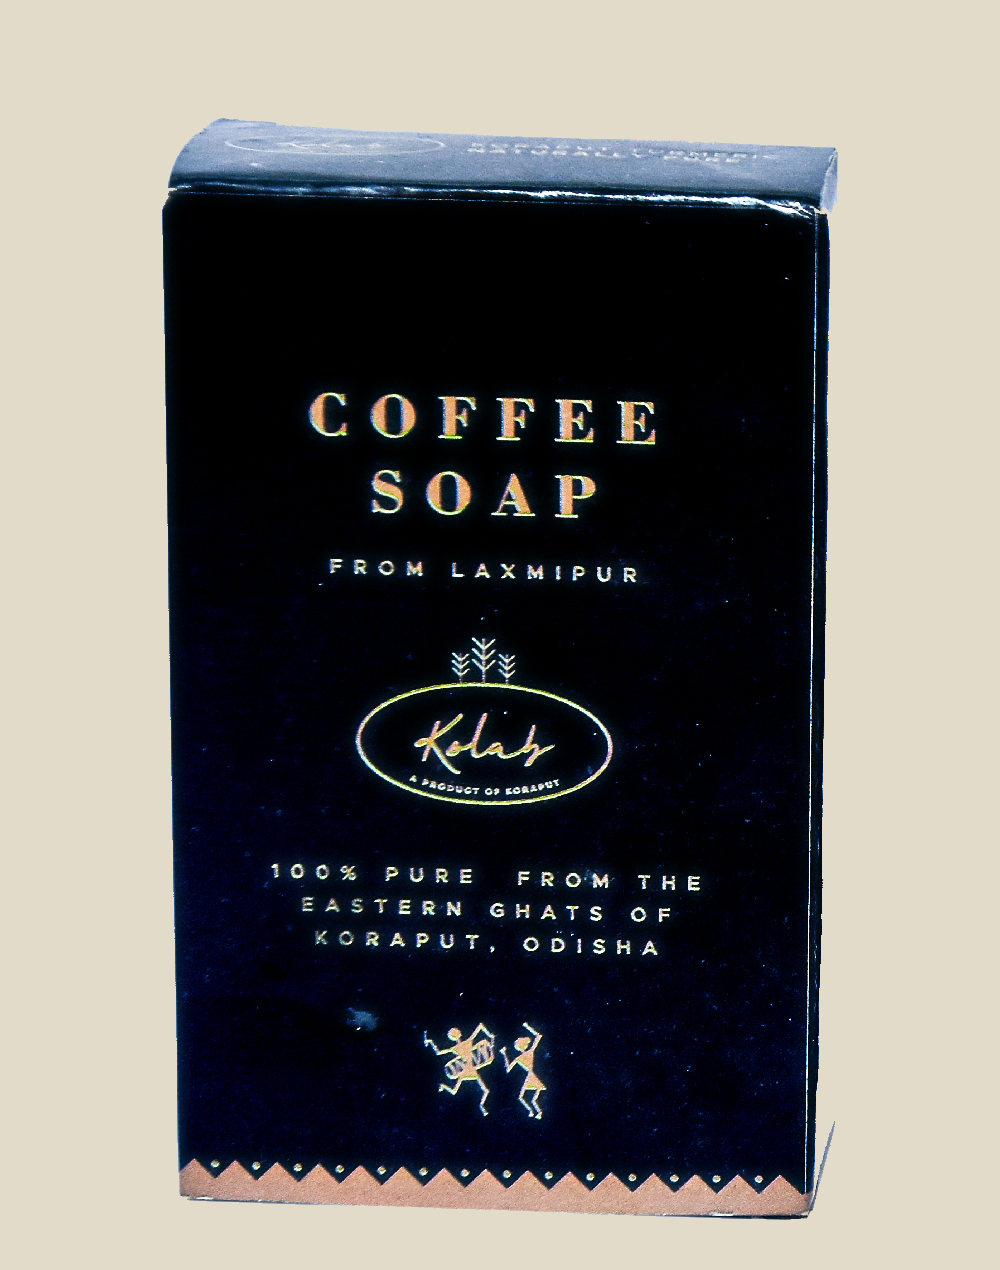 COFFEE
SOAP
FROM LAXMIPUR
Kolab
A PRODUCT OF KORAPUT
100% PURE FROM THE
EASTERN GHATS OF
KORAPUT, ODISHA